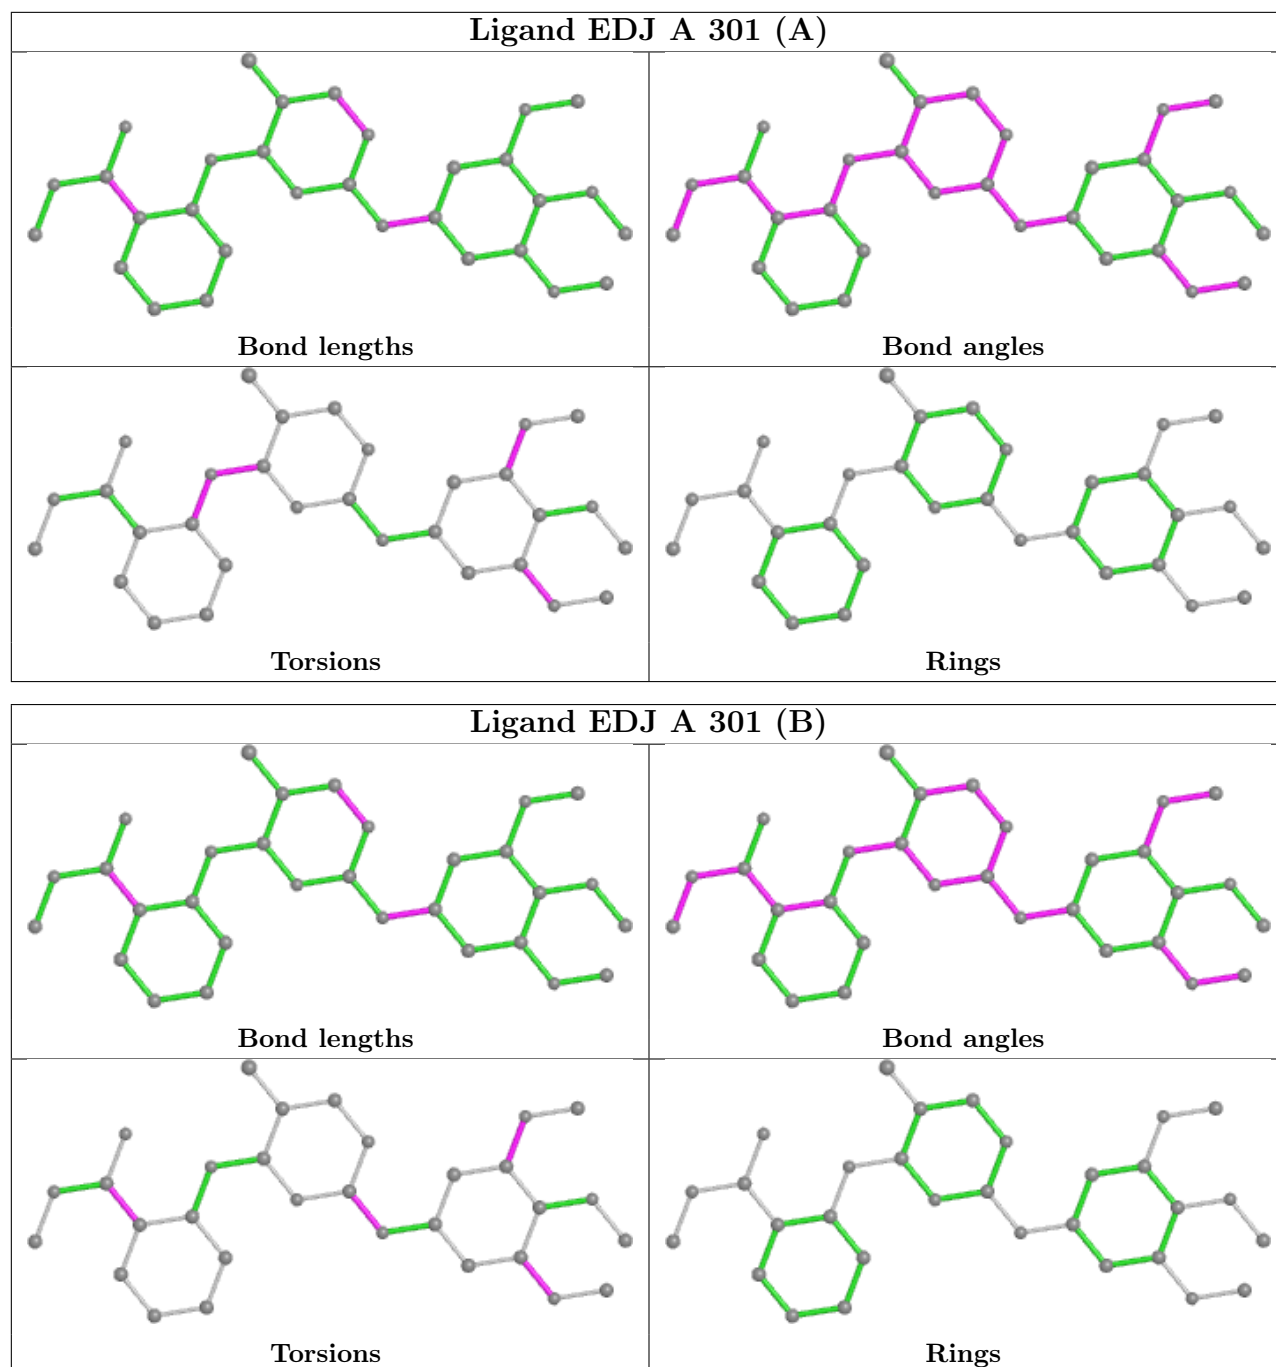 Ligand EDJ A 301 (A)
Bond lengths
Bond angles
Torsions
Rings
Ligand EDJ A 301 (B)
Bond lengths
Bond angles
Torsions
Rings